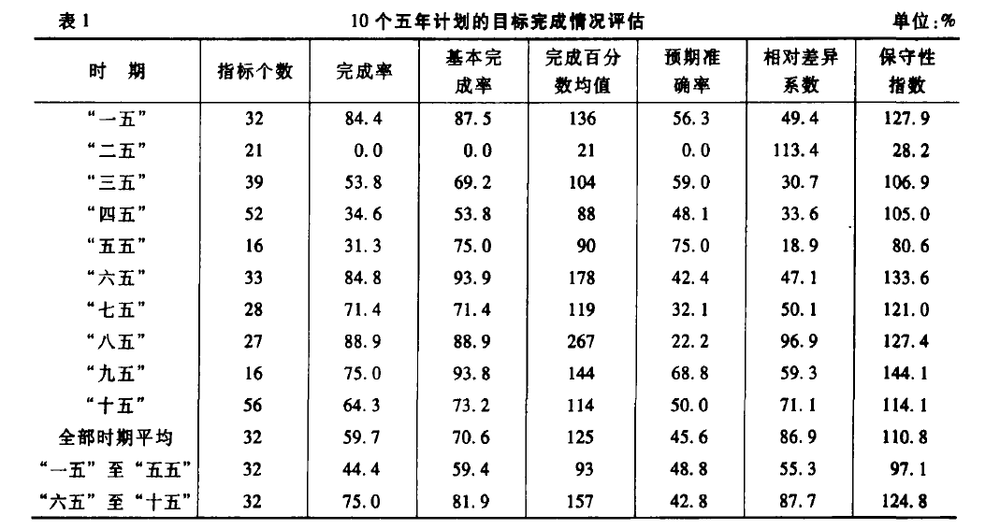 表1 10个五年计划的目标完成情况评估 单位:%
时 期 指标个数 完成率 基本完成率 完成百分数均值 预期准确率 相对差异系数 保守性指数
“一五” 32 84.4 87.5 136 56.3 49.4 127.9
“二五” 21 0.0 0.0 21 0.0 113.4 28.2
“三五” 39 53.8 69.2 104 59.0 30.7 106.9
“四五” 52 34.6 53.8 88 48.1 33.6 105.0
“五五” 16 31.3 75.0 90 75.0 18.9 80.6
“六五” 33 84.8 93.9 178 42.4 47.1 133.6
“七五” 28 71.4 71.4 119 32.1 50.1 121.0
“八五” 27 88.9 88.9 267 22.2 96.9 127.4
“九五” 16 75.0 93.8 144 68.8 59.3 144.1
“十五” 56 64.3 73.2 114 50.0 71.1 114.1
全部时期平均 32 59.7 70.6 125 45.6 86.9 110.8
“一五”至“五五” 32 44.4 59.4 93 48.8 55.3 97.1
“六五”至“十五” 32 75.0 81.9 157 42.8 87.7 124.8